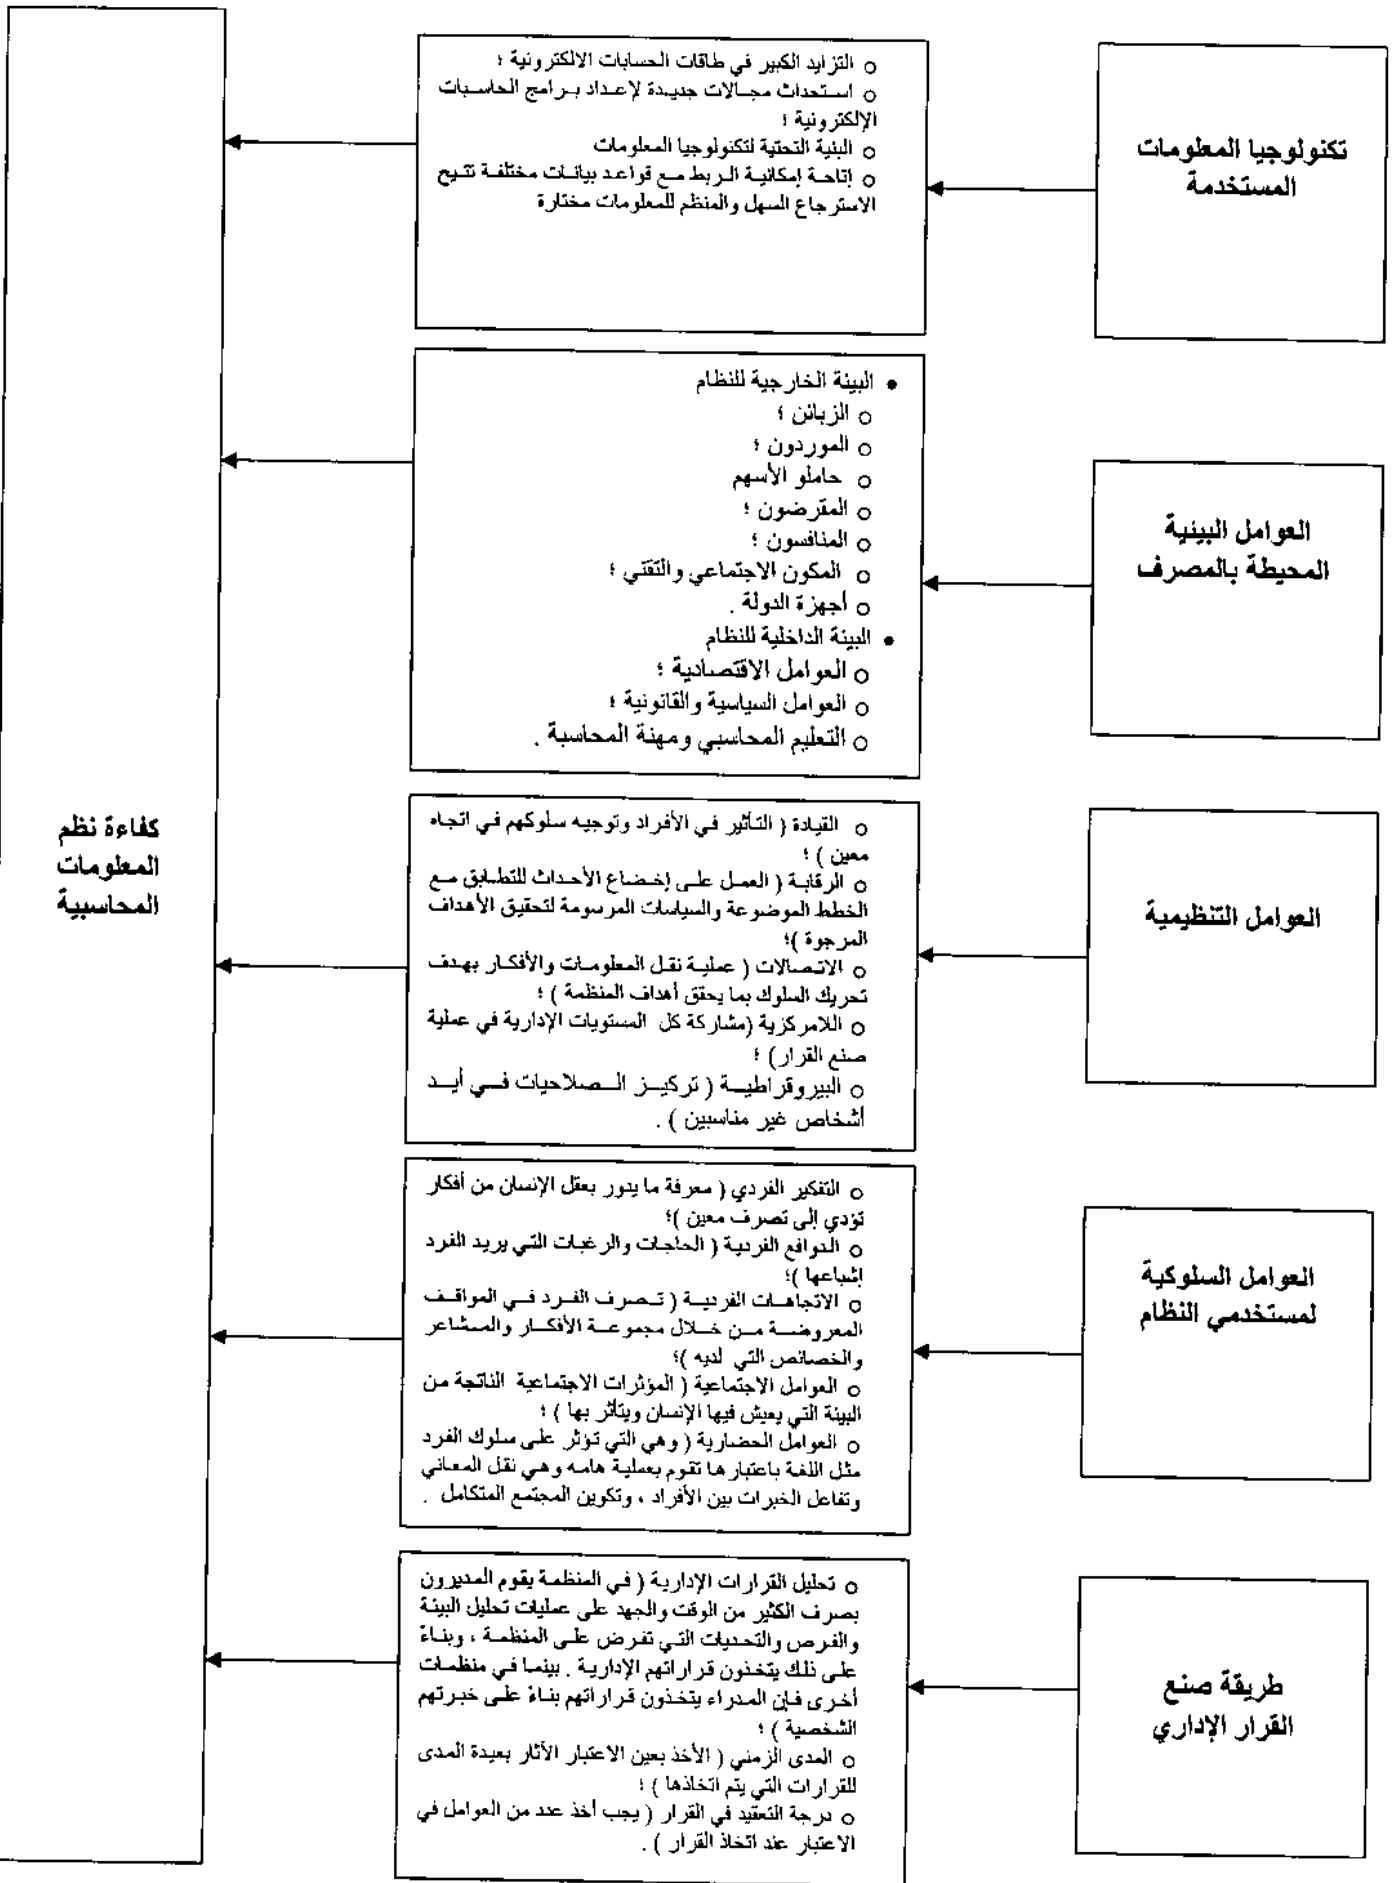 تكنولوجيا المعلومات
المستخدمة
○ التزايد الكبير في طاقات الحسابات الالكترونية ؛
○ استحداث مجالات جديدة لإعداد برامج الحاسبات
الإلكترونية ؛
○ البنية التحتية لتكنولوجيا المعلومات
○ إتاحة إمكانية الربط مع قواعد بيانات مختلفة تتيح
الاسترجاع السهل والمنظم للمعلومات مختارة
العوامل البيئية
المحيطة بالمصرف
• البيئة الخارجية للنظام
○ الزبائن ؛
○ الموردون ؛
○ حاملو الأسهم
○ المقرضون ؛
○ المنافسون ؛
○ المكون الاجتماعي والتقني ؛
○ أجهزة الدولة .
• البيئة الداخلية للنظام
○ العوامل الاقتصادية ؛
○ العوامل السياسية والقانونية ؛
○ التعليم المحاسبي ومهنة المحاسبة .
العوامل التنظيمية
○ القيادة ( التأثير في الأفراد وتوجيه سلوكهم في اتجاه
معين ) ؛
○ الرقابة ( العمل على إخضاع الأحداث للتطابق مع
الخطط الموضوعة والسياسات المرسومة لتحقيق الأهداف
المرجوة )؛
○ الاتصالات ( عملية نقل المعلومات والأفكار بهدف
تحريك السلوك بما يحقق أهداف المنظمة ) ؛
○ اللامركزية (مشاركة كل المستويات الإدارية في عملية
صنع القرار) ؛
○ البيروقراطية ( تركيز الصلاحيات في أيد
أشخاص غير مناسبين ) .
العوامل السلوكية
لمستخدمي النظام
○ التفكير الفردي ( معرفة ما يدور بعقل الإنسان من أفكار
تؤدي إلى تصرف معين )؛
○ الدوافع الفردية ( الحاجات والرغبات التي يريد الفرد
إشباعها )؛
○ الاتجاهات الفردية ( تصرف الفرد في المواقف
المعروضة من خلال مجموعة الأفكار والمشاعر
والخصائص التي لديه )؛
○ العوامل الاجتماعية ( المؤثرات الاجتماعية الناتجة من
البيئة التي يعيش فيها الإنسان ويتأثر بها ) ؛
○ العوامل الحضارية ( وهي التي تؤثر على سلوك الفرد
مثل اللغة باعتبارها تقوم بعملية هامه وهي نقل المعاني
وتفاعل الخبرات بين الأفراد ، وتكوين المجتمع المتكامل .
طريقة صنع
القرار الإداري
○ تحليل القرارات الإدارية ( في المنظمة يقوم المديرون
بصرف الكثير من الوقت والجهد على عمليات تحليل البيئة
والفرص والتحديات التي تفرض على المنظمة ، وبناءً
على ذلك يتخذون قراراتهم الإدارية . بينما في منظمات
أخرى فإن المدراء يتخذون قراراتهم بناءً على خبرتهم
الشخصية ) ؛
○ المدى الزمني ( الأخذ بعين الاعتبار الآثار بعيدة المدى
للقرارات التي يتم اتخاذها ) ؛
○ درجة التعقيد في القرار ( يجب أخذ عدد من العوامل في
الاعتبار عند اتخاذ القرار ) .
كفاءة نظم
المعلومات
المحاسبية